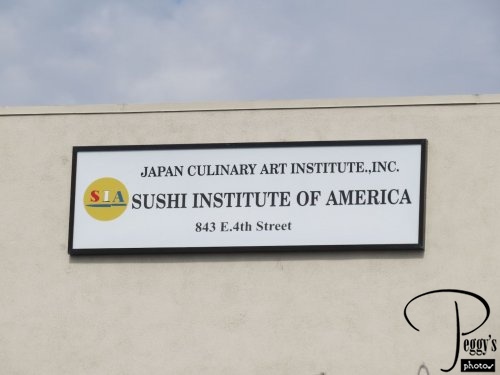 JAPAN CULINARY ART INSTITUTE.,INC.
SIA
SUSHI INSTITUTE OF AMERICA
843 E.4th Street
Peggy's
photos